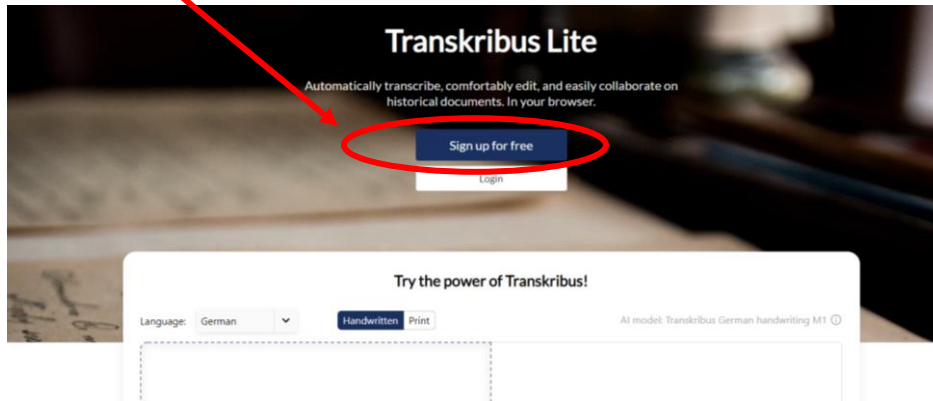 Transkribus Lite
Automatically transcribe, comfortably edit, and easily collaborate on
historical documents. In your browser.
Sign up for free
Login
Try the power of Transkribus!
Language: German Handwritten Print AI model: Transkribus German handwriting M1